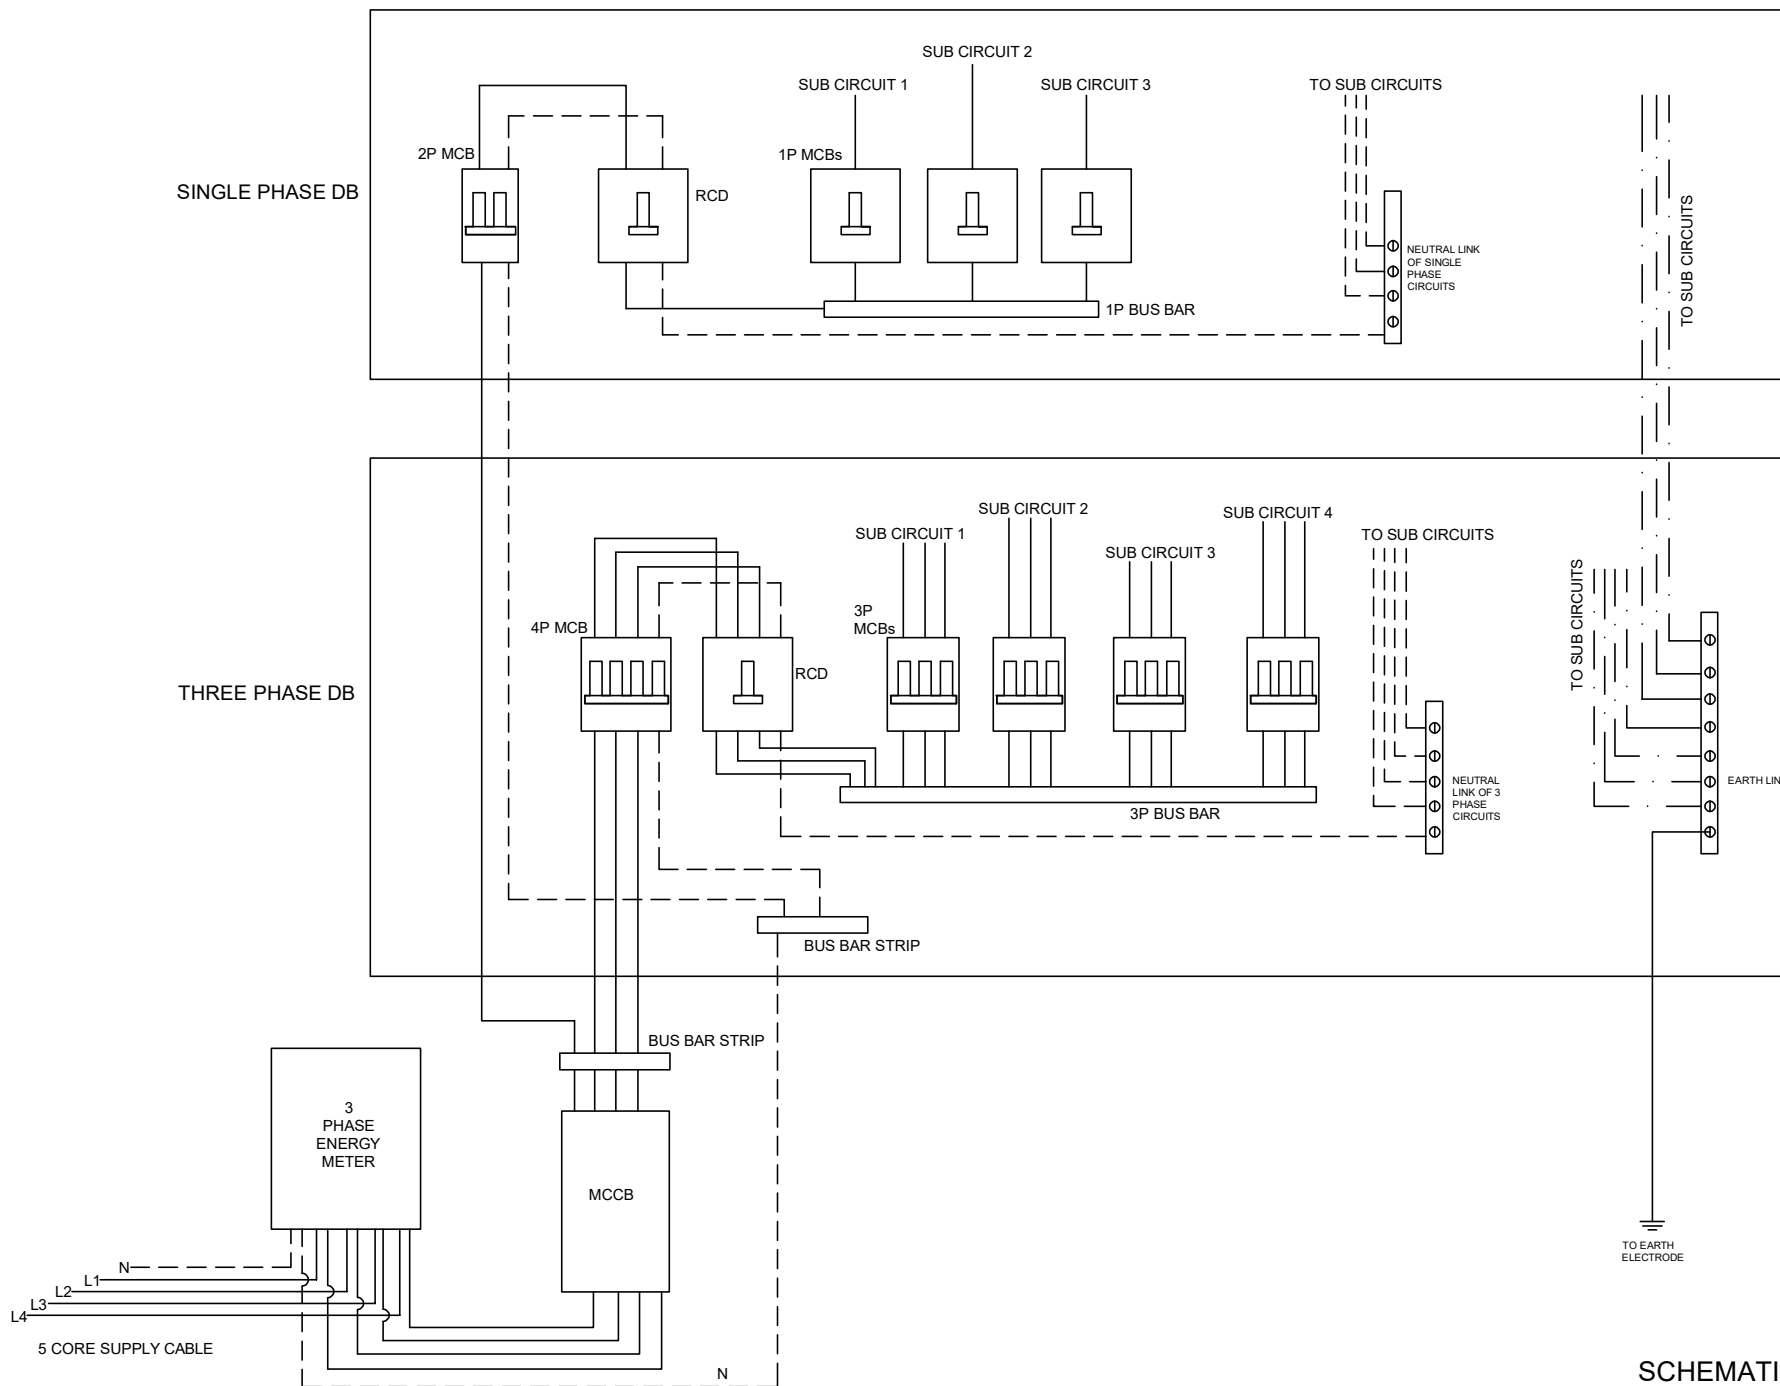 SUB CIRCUIT 2
SUB CIRCUIT 1
SUB CIRCUIT 3
TO SUB CIRCUITS
2P MCB
1P MCBs
SINGLE PHASE DB
RCD
NEUTRAL LINK
OF SINGLE
PHASE
CIRCUITS
TO SUB CIRCUITS
1P BUS BAR
SUB CIRCUIT 2
SUB CIRCUIT 4
SUB CIRCUIT 1
TO SUB CIRCUITS
SUB CIRCUIT 3
TO SUB CIRCUITS
3P
MCBs
4P MCB
RCD
THREE PHASE DB
NEUTRAL
LINK OF 3
PHASE
CIRCUITS
EARTH LIN
3P BUS BAR
BUS BAR STRIP
BUS BAR STRIP
3
PHASE
ENERGY
METER
MCCB
TO EARTH
ELECTRODE
N
L1
L2
L3
L4
5 CORE SUPPLY CABLE
N
SCHEMATI